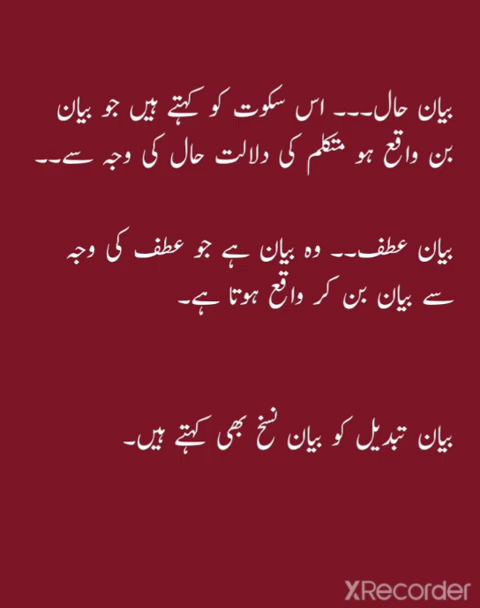 بیان حال۔۔۔ اس سکوت کو کہتے ہیں جو بیان
بن واقع ہو متکلم کی دلالت حال کی وجہ سے۔۔
بیان عطف۔۔ وہ بیان ہے جو عطف کی وجہ
سے بیان بن کر واقع ہوتا ہے۔
بیان تبدیل کو بیان نسخ بھی کہتے ہیں۔
XRecorder